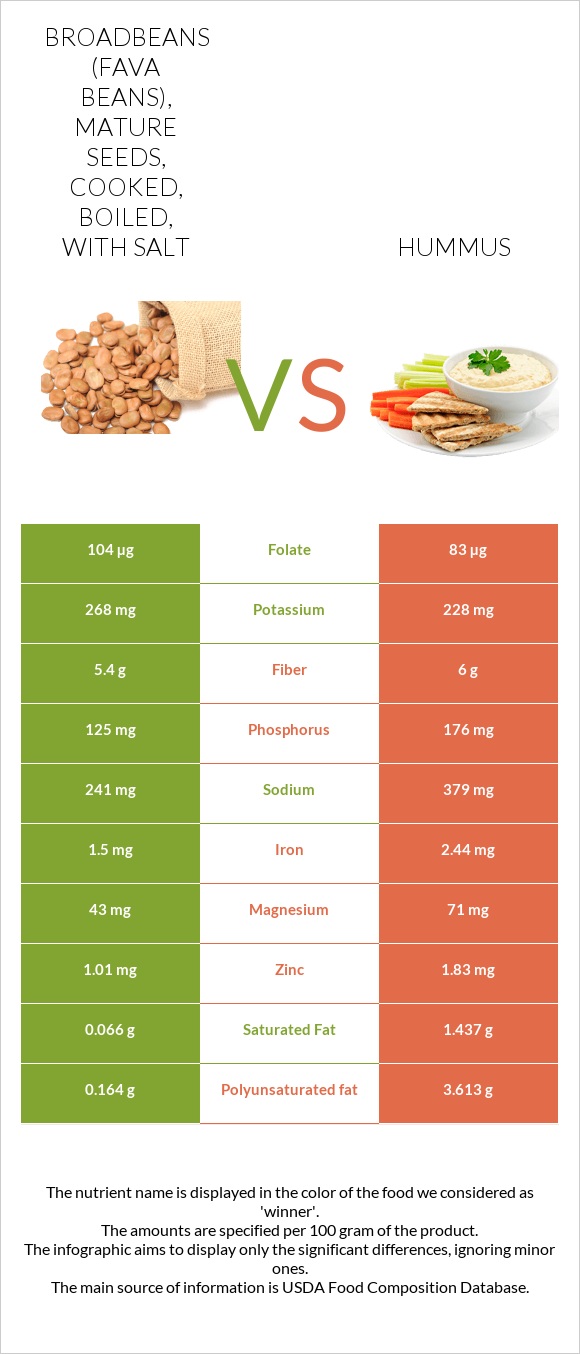 BROADBEANS
(FAVA
BEANS),
MATURE
SEEDS,
COOKED,
BOILED,
WITH SALT
HUMMUS
VS
104 µg Folate 83 µg
268 mg Potassium 228 mg
5.4 g Fiber 6 g
125 mg Phosphorus 176 mg
241 mg Sodium 379 mg
1.5 mg Iron 2.44 mg
43 mg Magnesium 71 mg
1.01 mg Zinc 1.83 mg
0.066 g Saturated Fat 1.437 g
0.164 g Polyunsaturated fat 3.613 g
The nutrient name is displayed in the color of the food we considered as
'winner'.
The amounts are specified per 100 gram of the product.
The infographic aims to display only the significant differences, ignoring minor
ones.
The main source of information is USDA Food Composition Database.